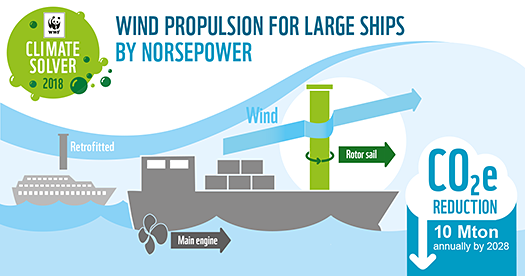 WWF
CLIMATE
SOLVER
2018
WIND PROPULSION FOR LARGE SHIPS
BY NORSEPOWER
Wind
Retrofitted
Rotor sail
Main engine
CO₂e
REDUCTION
10 Mton
annually by 2028